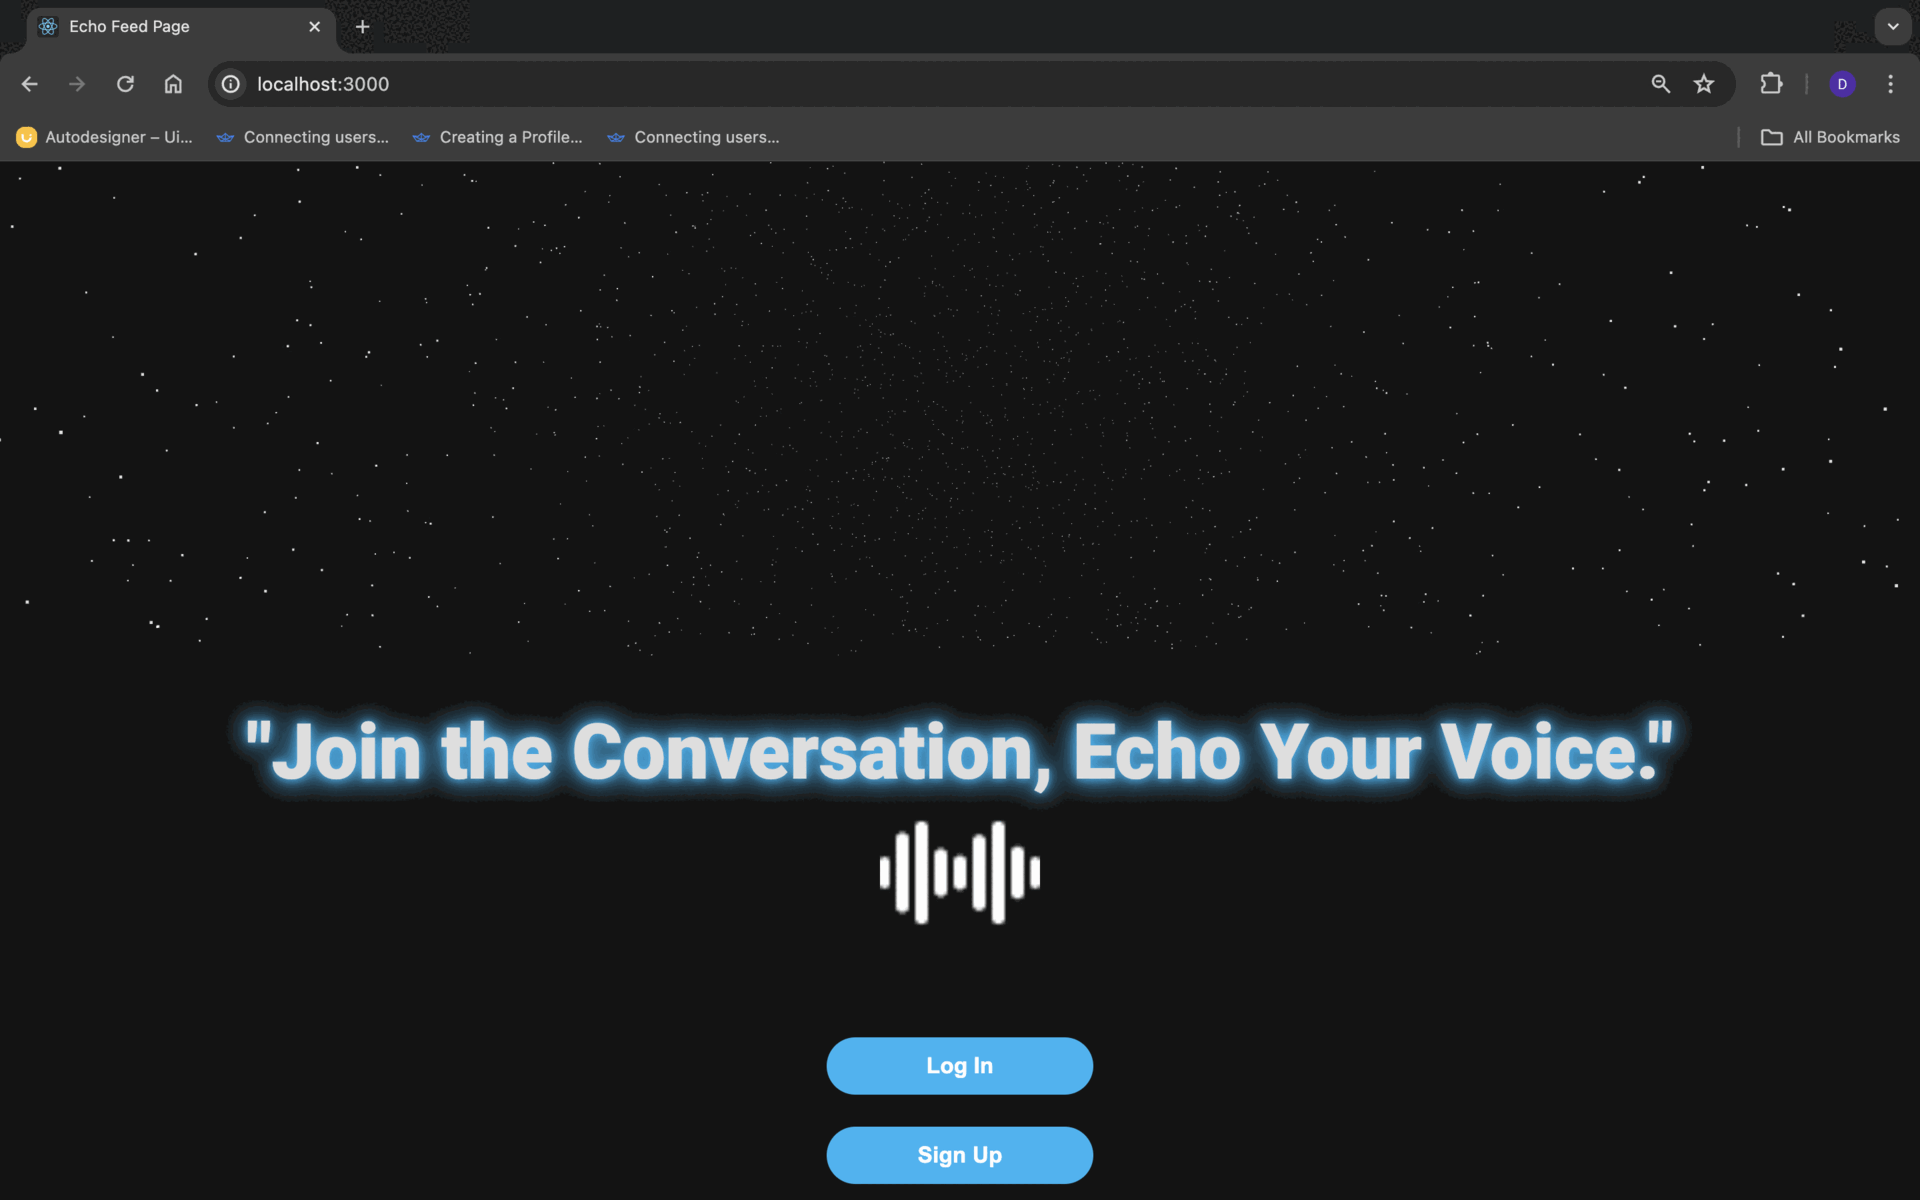 Echo Feed Page
localhost:3000
D
Autodesigner – Ui... Connecting users... Creating a Profile... Connecting users... All Bookmarks
"Join the Conversation, Echo Your Voice."
Log In
Sign Up